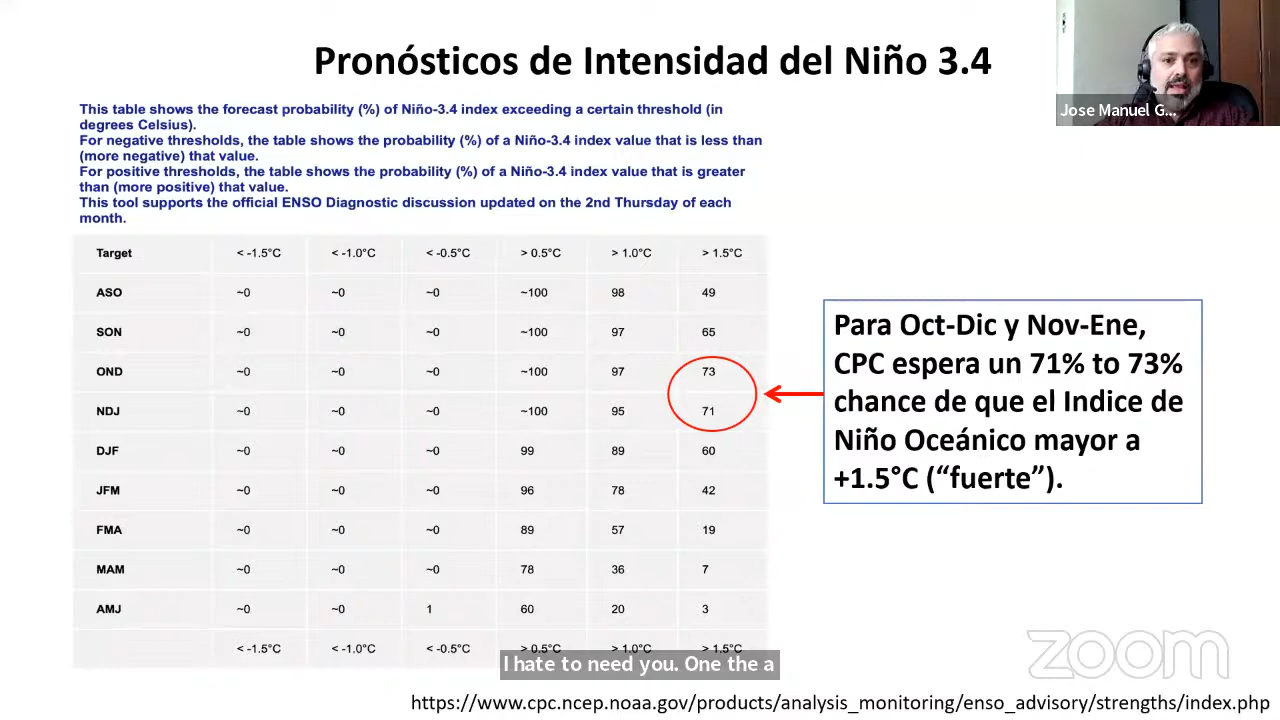 Pronósticos de Intensidad del Niño 3.4
Jose Manuel G...
This table shows the forecast probability (%) of Niño-3.4 index exceeding a certain threshold (in
degrees Celsius).
For negative thresholds, the table shows the probability (%) of a Niño-3.4 index value that is less than
(more negative) that value.
For positive thresholds, the table shows the probability (%) of a Niño-3.4 index value that is greater
than (more positive) that value.
This tool supports the official ENSO Diagnostic discussion updated on the 2nd Thursday of each
month.
Target < -1.5°C < -1.0°C < -0.5°C > 0.5°C > 1.0°C > 1.5°C
ASO ~0 ~0 ~0 ~100 98 49
SON ~0 ~0 ~0 ~100 97 65
OND ~0 ~0 ~0 ~100 97 73
NDJ ~0 ~0 ~0 ~100 95 71
DJF ~0 ~0 ~0 99 89 60
JFM ~0 ~0 ~0 96 78 42
FMA ~0 ~0 ~0 89 57 19
MAM ~0 ~0 ~0 78 36 7
AMJ ~0 ~0 1 60 20 3
< -1.5°C < -1.0°C < -0.5°C > 0.5°C > 1.0°C > 1.5°C
Para Oct-Dic y Nov-Ene,
CPC espera un 71% to 73%
chance de que el Indice de
Niño Oceánico mayor a
+1.5°C (“fuerte”).
I hate to need you. One the a
zoom
https://www.cpc.ncep.noaa.gov/products/analysis_monitoring/enso_advisory/strengths/index.php